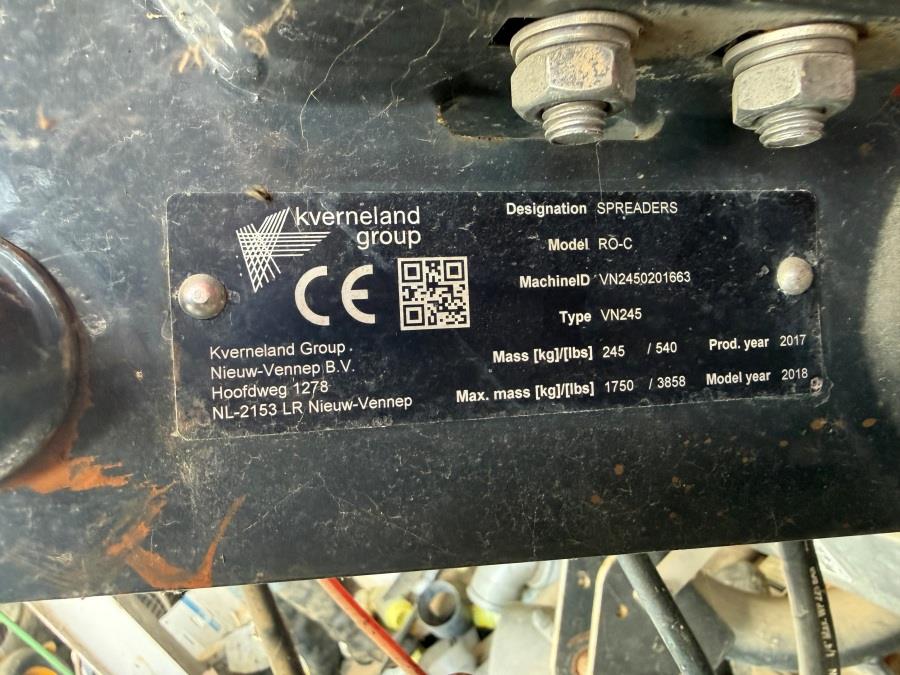 kverneland
group
CE
Kverneland Group .
Nieuw-Vennep B.V.
Hoofdweg 1278
NL-2153 LR Nieuw-Vennep
Designation SPREADERS
Model RO-C
MachineID VN2450201663
Type VN245
Mass [kg]/[lbs] 245 / 540 Prod. year 2017
Max. mass [kg]/[lbs] 1750 / 3858 Model year 2018